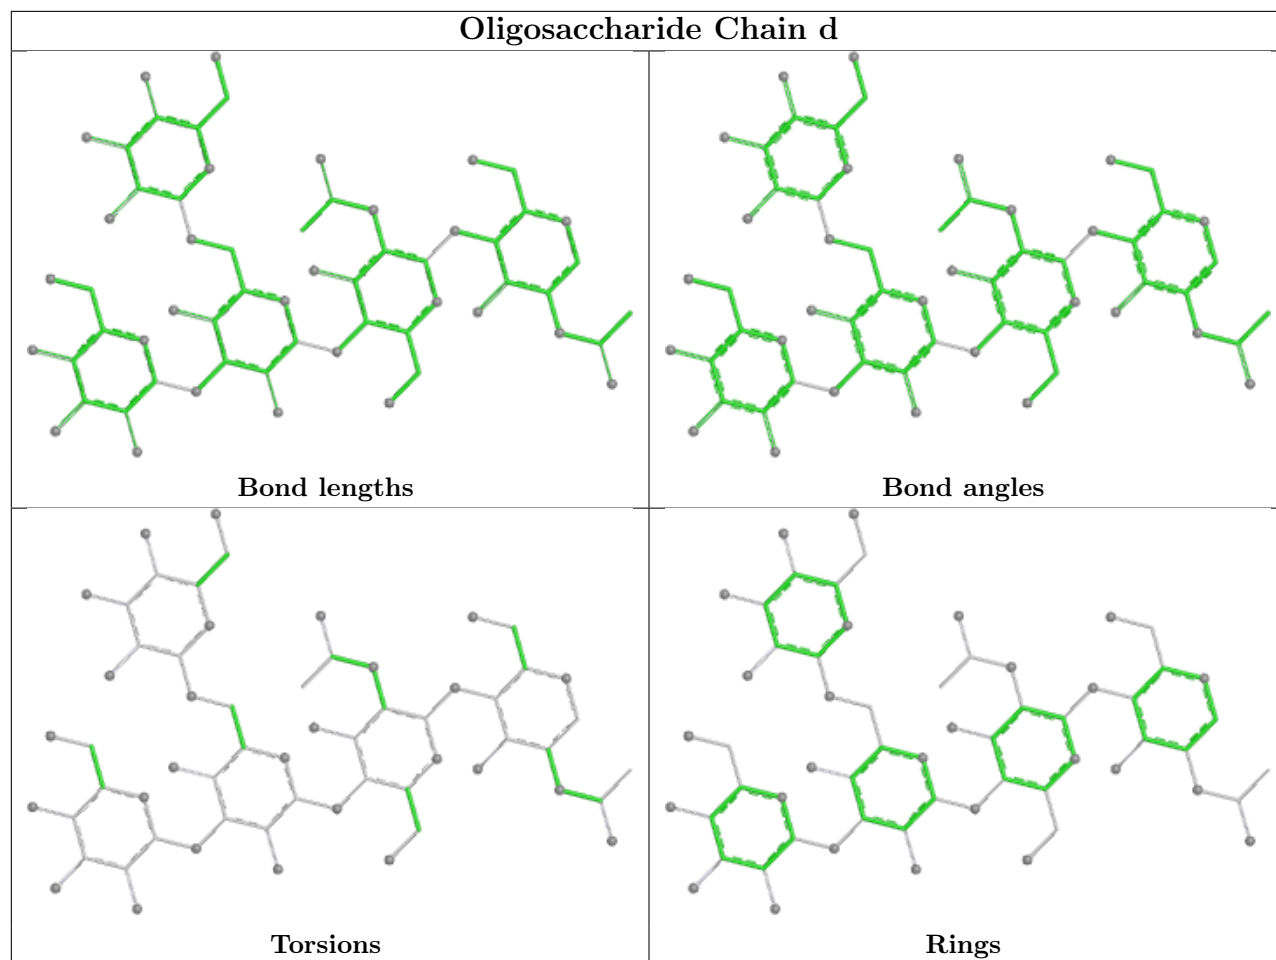 Oligosaccharide Chain d
Bond lengths
Bond angles
Torsions
Rings